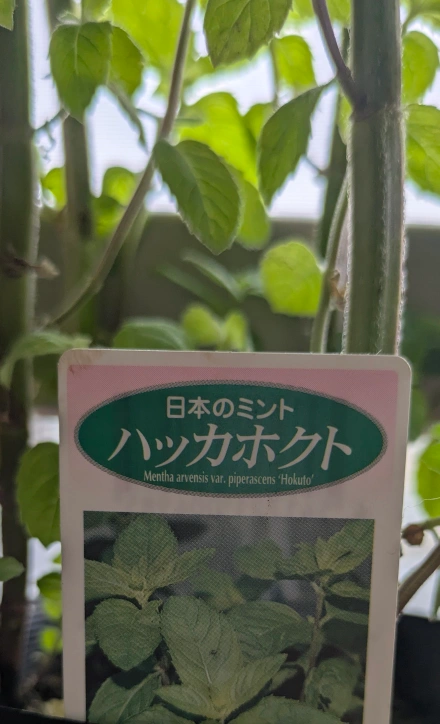 日本のミント
ハッカホクト
Mentha arvensis var. piperascens 'Hokuto'